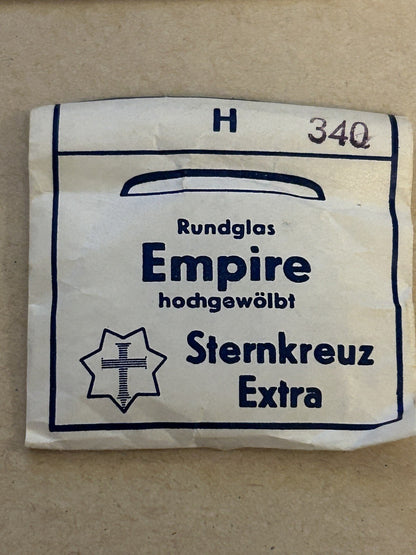 H 340
Rundglas
Empire
hochgewölbt
Sternkreuz
Extra